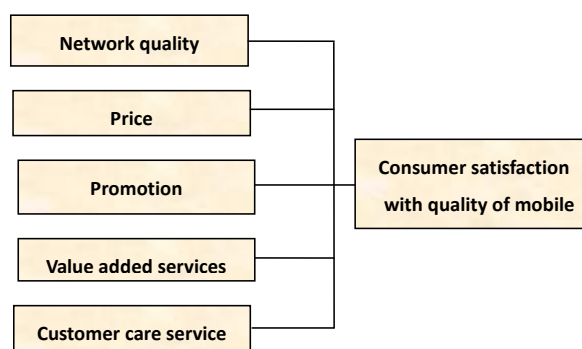 Network quality
Price
Promotion
Value added services
Customer care service
Consumer satisfaction
with quality of mobile